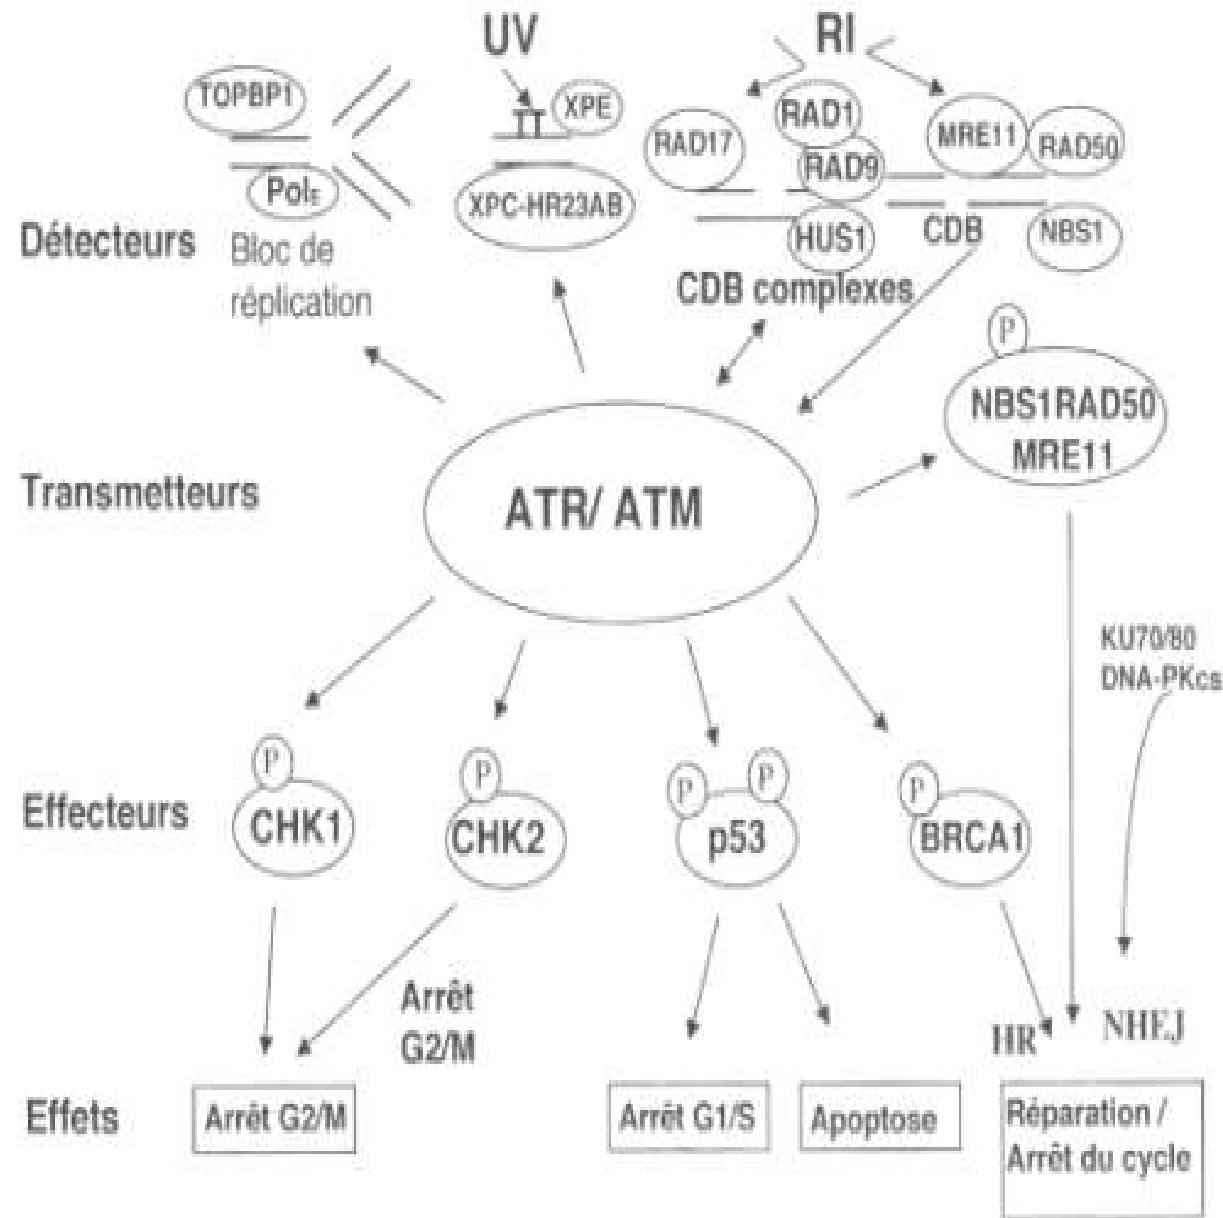 UV
RI
TOPBP1
XPE
TT
RAD1
RAD17
MRE11
RAD50
RAD9
Polε
XPC-HR23AB
Détecteurs
Bloc de
réplication
HUS1
CDB
NBS1
CDB complexes
P
NBS1RAD50
MRE11
Transmetteurs
ATR/ ATM
KU70/80
DNA-PKcs
P
P
P
P
P
Effecteurs
CHK1
CHK2
p53
BRCA1
Arrêt
G2/M
HR
NHEJ
Effets
Arrêt G2/M
Arrêt G1/S
Apoptose
Réparation /
Arrêt du cycle